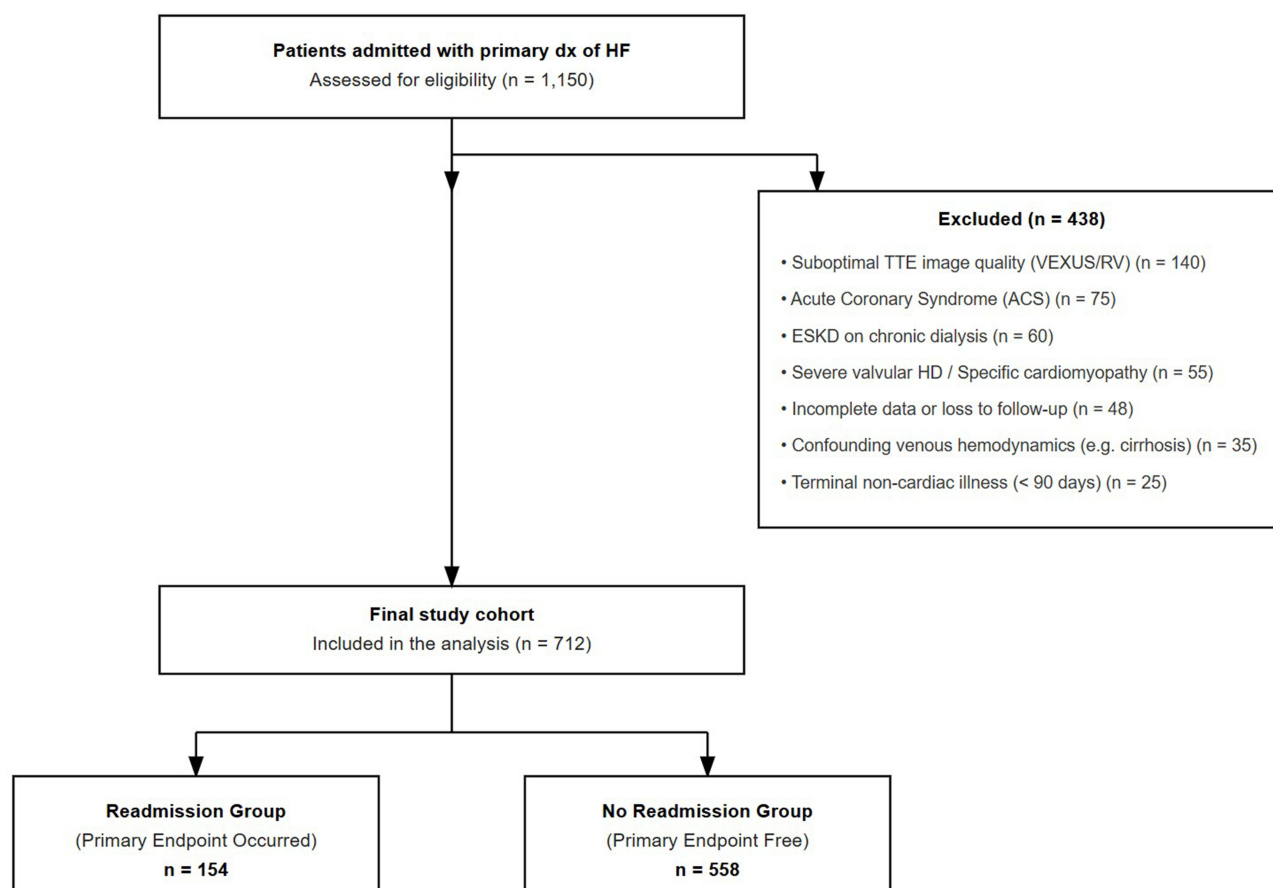 Patients admitted with primary dx of HF
Assessed for eligibility (n = 1,150)
Excluded (n = 438)
• Suboptimal TTE image quality (VEXUS/RV) (n = 140)
• Acute Coronary Syndrome (ACS) (n = 75)
• ESKD on chronic dialysis (n = 60)
• Severe valvular HD / Specific cardiomyopathy (n = 55)
• Incomplete data or loss to follow-up (n = 48)
• Confounding venous hemodynamics (e.g. cirrhosis) (n = 35)
• Terminal non-cardiac illness (< 90 days) (n = 25)
Final study cohort
Included in the analysis (n = 712)
Readmission Group
(Primary Endpoint Occurred)
n = 154
No Readmission Group
(Primary Endpoint Free)
n = 558